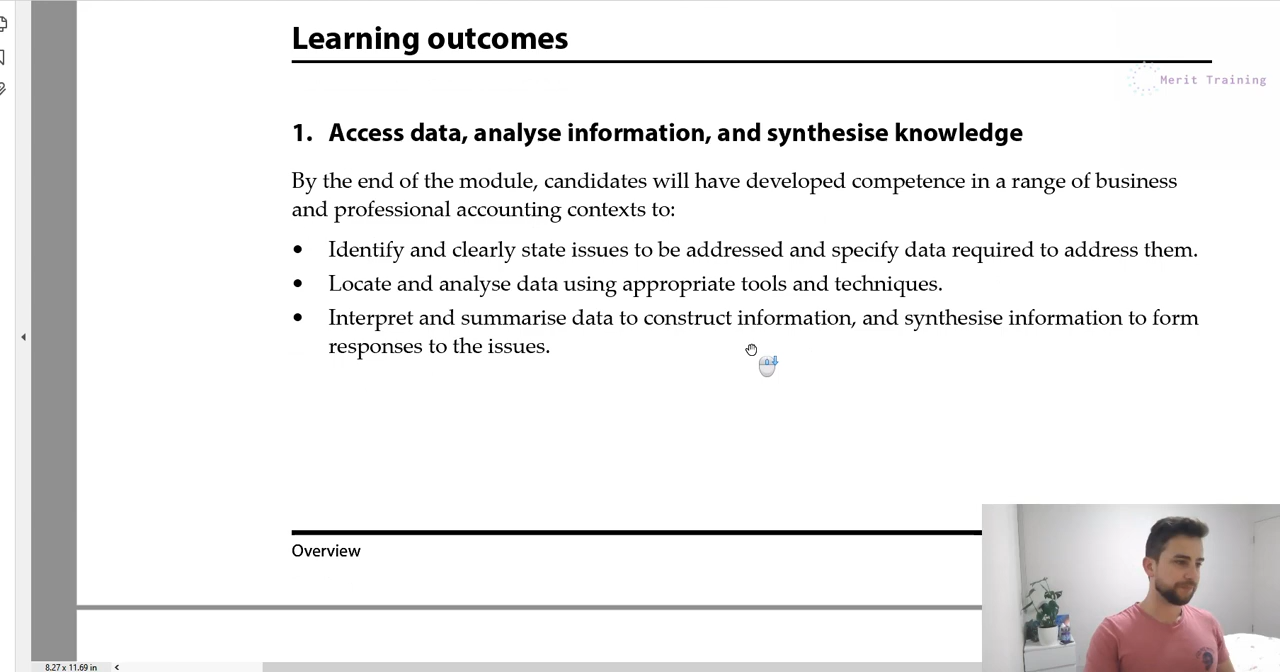 Learning outcomes
Merit Training
1. Access data, analyse information, and synthesise knowledge
By the end of the module, candidates will have developed competence in a range of business
and professional accounting contexts to:
• Identify and clearly state issues to be addressed and specify data required to address them.
• Locate and analyse data using appropriate tools and techniques.
• Interpret and summarise data to construct information, and synthesise information to form
responses to the issues.
Overview
8.27 x 11.69 in